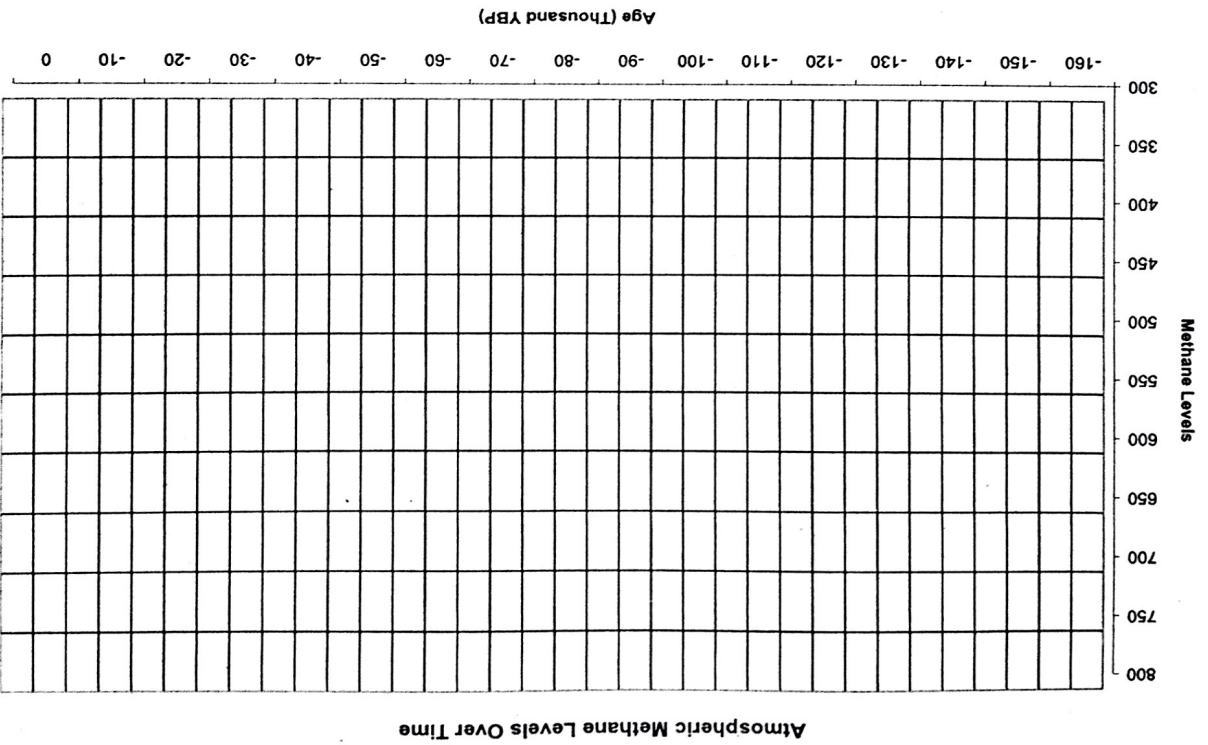 Atmospheric Methane Levels Over Time
Methane Levels
800
750
700
650
600
550
500
450
400
350
300
-160 -150 -140 -130 -120 -110 -100 -90 -80 -70 -60 -50 -40 -30 -20 -10 0
Age (Thousand YBP)